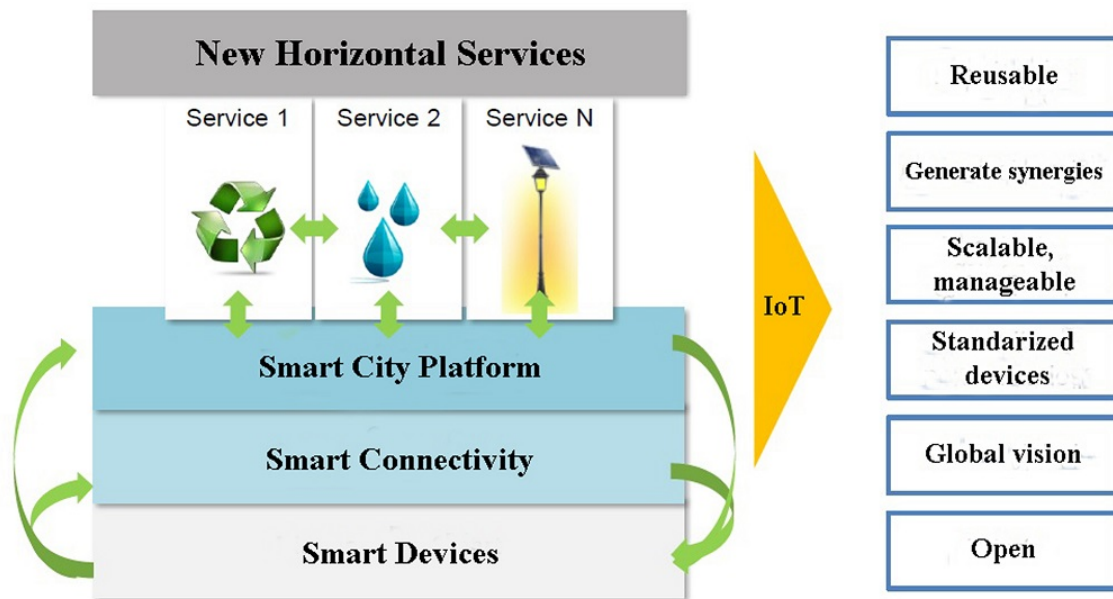 New Horizontal Services
Service 1
Service 2
Service N
Smart City Platform
Smart Connectivity
Smart Devices
IoT
Reusable
Generate synergies
Scalable,
manageable
Standarized
devices
Global vision
Open